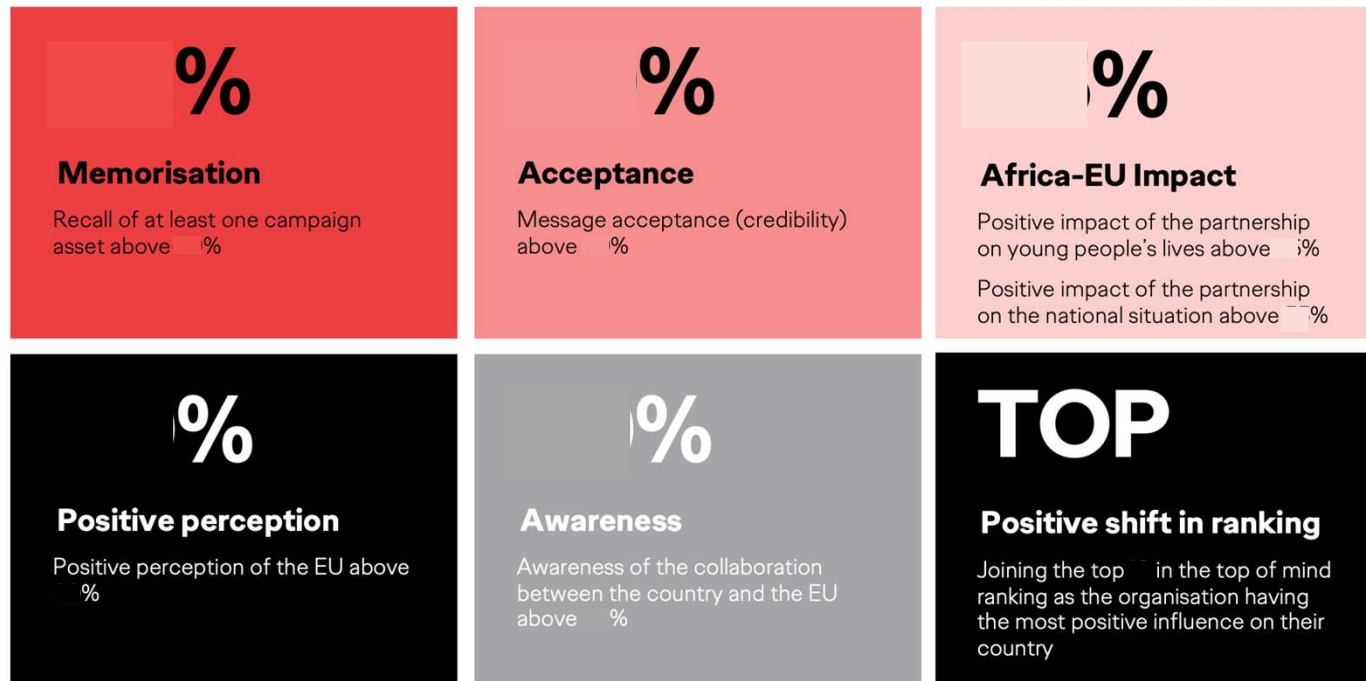 %
Memorisation
Recall of at least one campaign
asset above %
%
Acceptance
Message acceptance (credibility)
above %
%
Africa-EU Impact
Positive impact of the partnership
on young people's lives above %
Positive impact of the partnership
on the national situation above %
%
Positive perception
Positive perception of the EU above
%
%
Awareness
Awareness of the collaboration
between the country and the EU
above %
TOP
Positive shift in ranking
Joining the top in the top of mind
ranking as the organisation having
the most positive influence on their
country